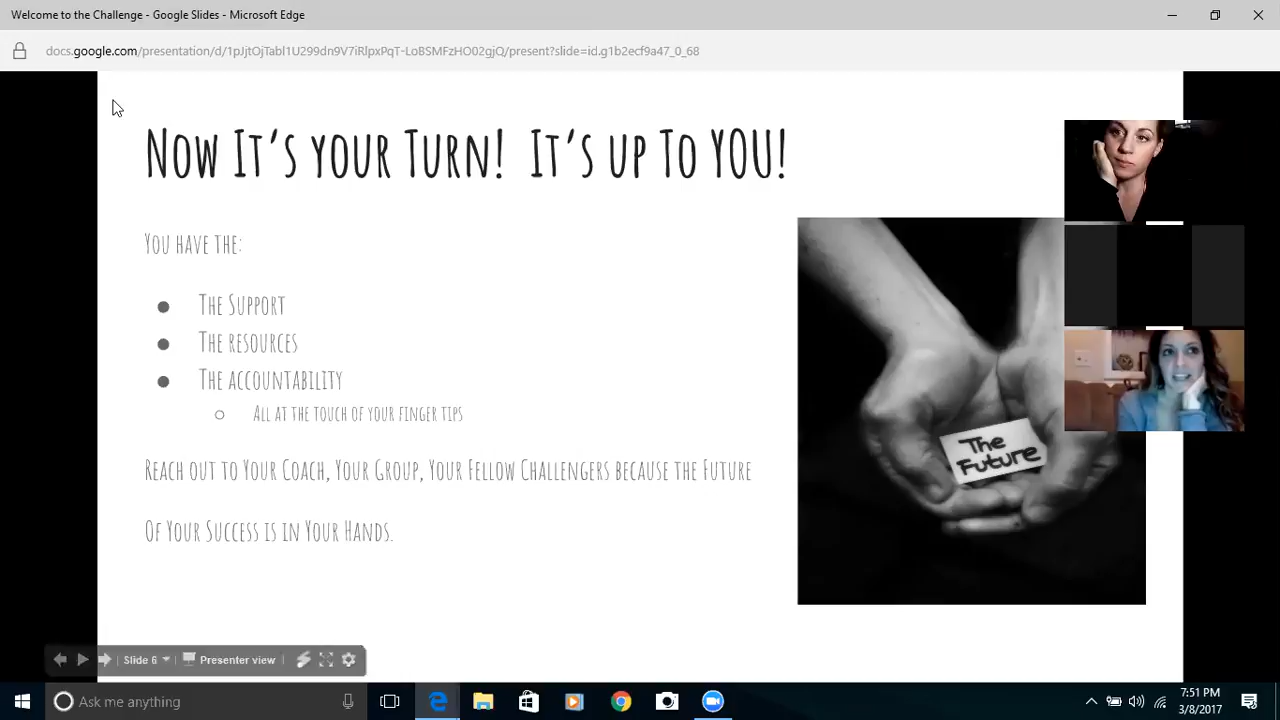 Welcome to the Challenge - Google Slides - Microsoft Edge
docs.google.com/presentation/d/1pJjtOjTabl1U299dn9V7iRlpxPqT-LoBSMFzHO02gjQ/present?slide=id.g1b2ecf9a47_0_68
Now It's your Turn! It's up To YOU!
You have the:
● The Support
● The resources
● The accountability
○ All at the touch of your finger tips
Reach out to Your Coach, Your Group, Your Fellow Challengers because the Future
Of Your Success is in Your Hands.
The
Future
Slide 6
Presenter view
Ask me anything
7:51 PM
3/8/2017